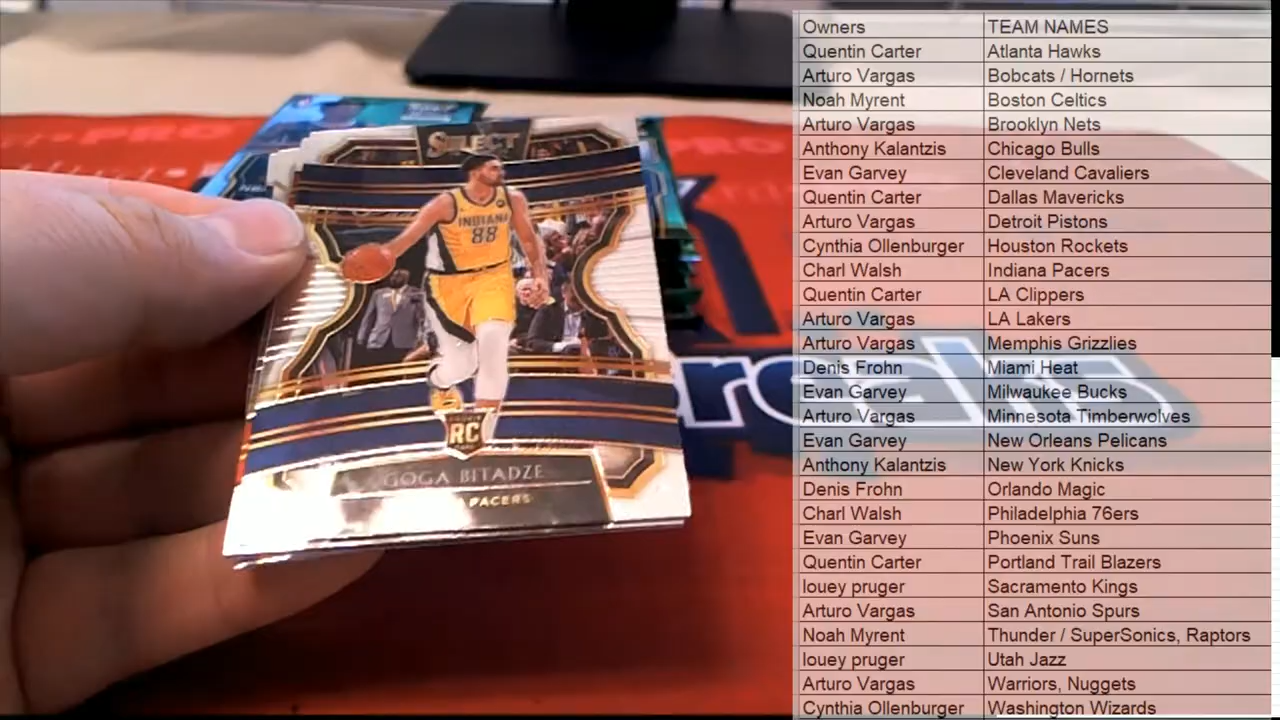 SELECT
INDIANA
88
RC
GOGA BITADZE
PACERS
PRO
reaks
Owners TEAM NAMES
Quentin Carter Atlanta Hawks
Arturo Vargas Bobcats / Hornets
Noah Myrent Boston Celtics
Arturo Vargas Brooklyn Nets
Anthony Kalantzis Chicago Bulls
Evan Garvey Cleveland Cavaliers
Quentin Carter Dallas Mavericks
Arturo Vargas Detroit Pistons
Cynthia Ollenburger Houston Rockets
Charl Walsh Indiana Pacers
Quentin Carter LA Clippers
Arturo Vargas LA Lakers
Arturo Vargas Memphis Grizzlies
Denis Frohn Miami Heat
Evan Garvey Milwaukee Bucks
Arturo Vargas Minnesota Timberwolves
Evan Garvey New Orleans Pelicans
Anthony Kalantzis New York Knicks
Denis Frohn Orlando Magic
Charl Walsh Philadelphia 76ers
Evan Garvey Phoenix Suns
Quentin Carter Portland Trail Blazers
louey pruger Sacramento Kings
Arturo Vargas San Antonio Spurs
Noah Myrent Thunder / SuperSonics, Raptors
louey pruger Utah Jazz
Arturo Vargas Warriors, Nuggets
Cynthia Ollenburger Washington Wizards